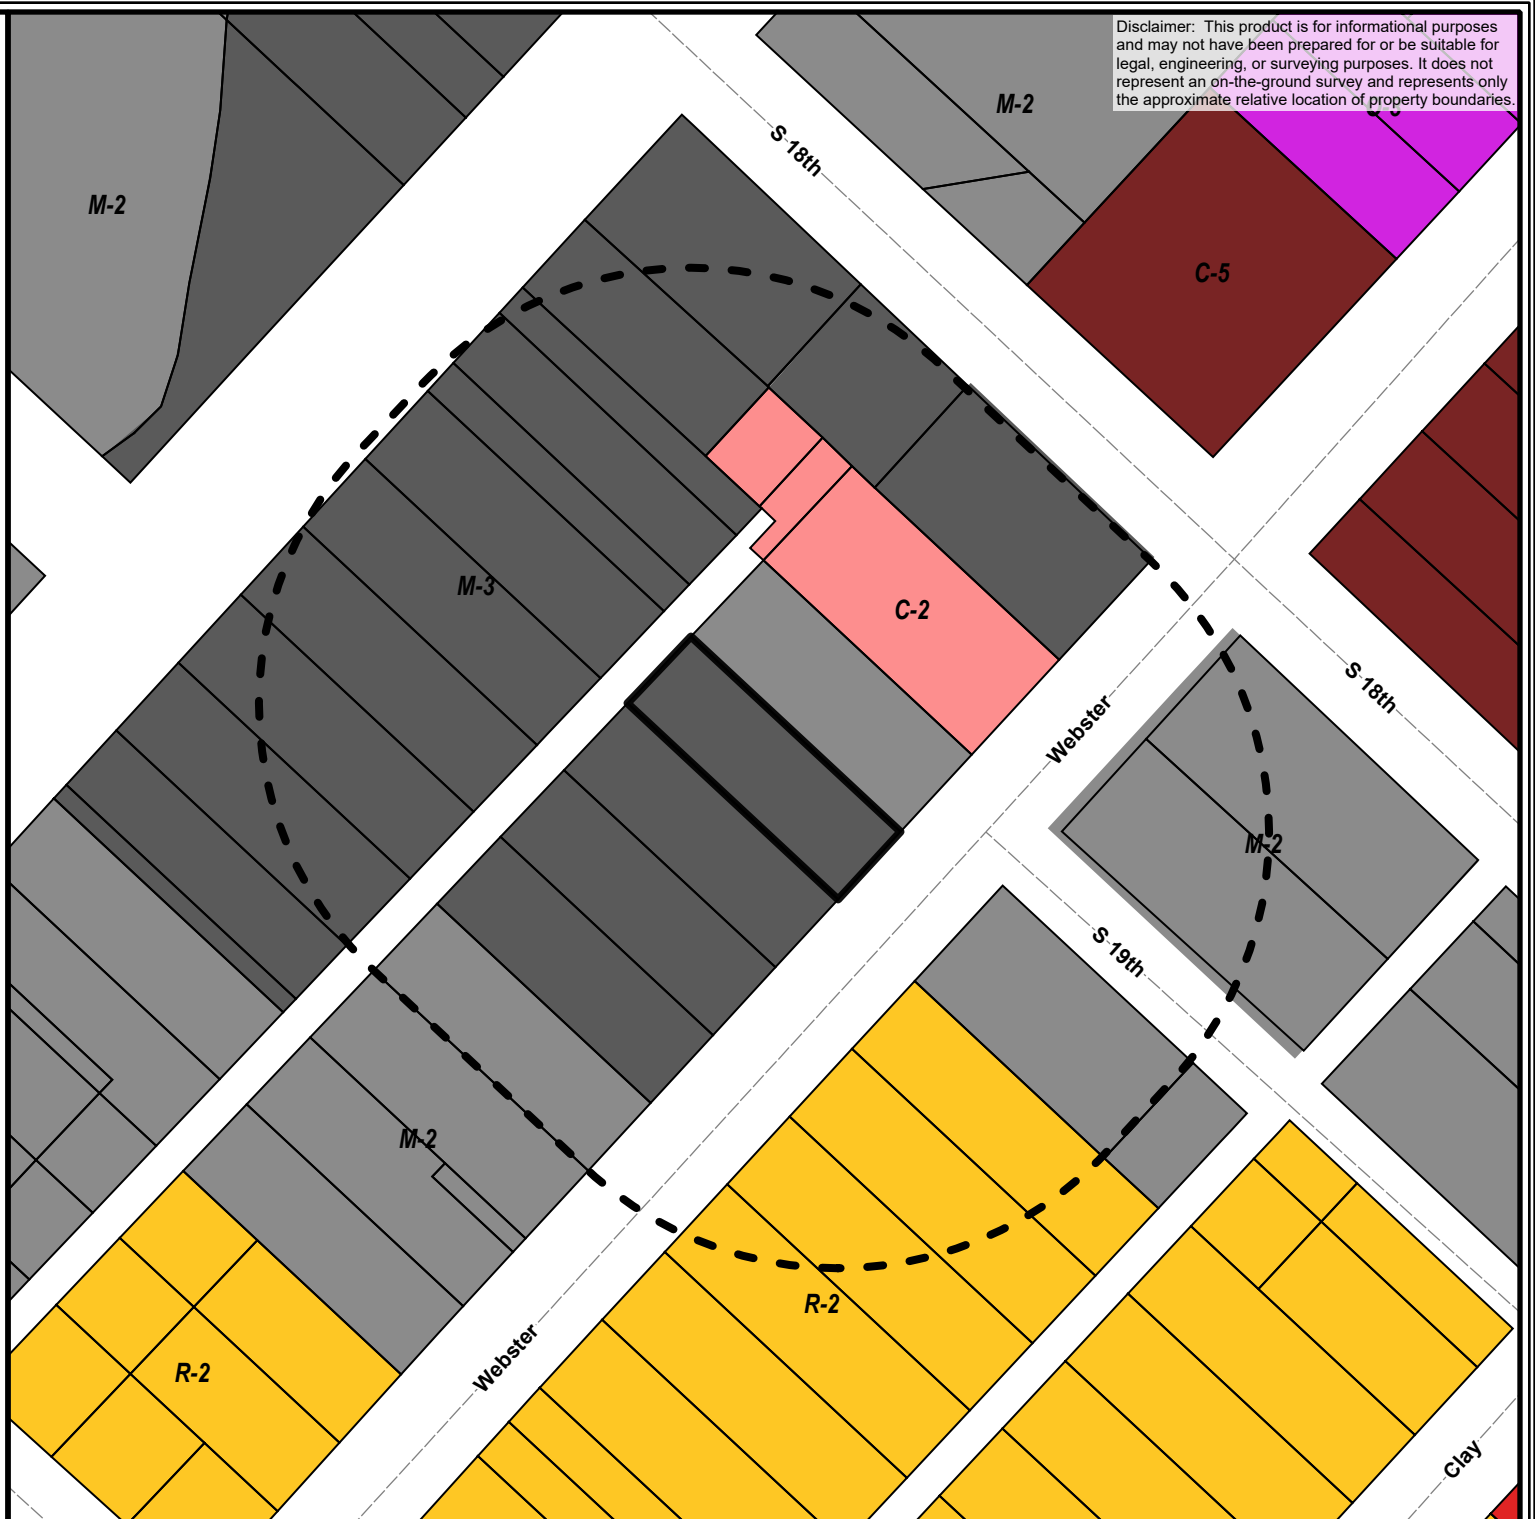 Disclaimer: This product is for informational purposes
and may not have been prepared for or be suitable for
legal, engineering, or surveying purposes. It does not
represent an on-the-ground survey and represents only
the approximate relative location of property boundaries.
M-2
S 18th
M-2
C-5
M-3
C-2
S 18th
Webster
M-2
S 19th
M-2
R-2
Webster
R-2
Clay